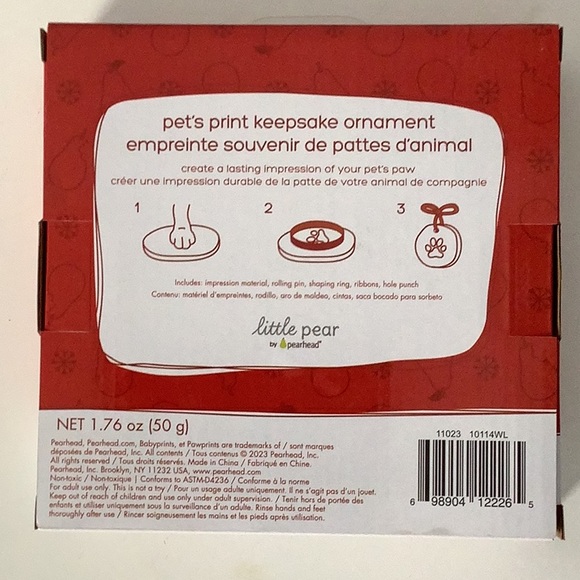 pet's print keepsake ornament
empreinte souvenir de pattes d'animal
create a lasting impression of your pet's paw
créer une impression durable de la patte de votre animal de compagnie
1 2 3
Includes: impression material, rolling pin, shaping ring, ribbons, hole punch
Contenu: matériel d'empreintes, rodillo, aro de moldeo, cintas, saca bocado para sorbeto
little pear
by pearhead
NET 1.76 oz (50 g)
Pearhead, Pearhead.com, Babyprints, et Pawprints are trademarks of / sont marques
déposées de Pearhead, Inc. All contents / Tous contenus © 2023 Pearhead, Inc.
All rights reserved / Tous droits réservés. Made in China / Fabriqué en Chine.
Pearhead, Inc. Brooklyn, NY 11232 USA, www.pearhead.com
Non-toxic / Non-toxique | Conforms to ASTM-D4236 / Conforme à la norme
For adult use only. This is not a toy / Pour un usage adulte uniquement. Il ne s'agit pas d'un jouet.
Keep out of reach of children and use only under adult supervision. / Tenir hors de portée des
enfants et utiliser uniquement sous la surveillance d'un adulte. Rinse hands and feet
thoroughly after use / Rincer soigneusement les mains et les pieds après utilisation.
11023 10114WL
6 98904 12226 5